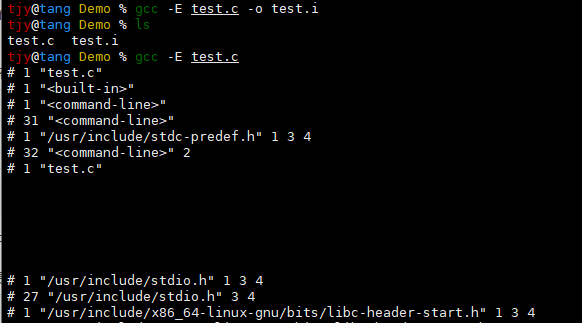 tjy@tang Demo % gcc -E test.c -o test.i
tjy@tang Demo % ls
test.c  test.i
tjy@tang Demo % gcc -E test.c
# 1 "test.c"
# 1 "<built-in>"
# 1 "<command-line>"
# 31 "<command-line>"
# 1 "/usr/include/stdc-predef.h" 1 3 4
# 32 "<command-line>" 2
# 1 "test.c"
# 1 "/usr/include/stdio.h" 1 3 4
# 27 "/usr/include/stdio.h" 3 4
# 1 "/usr/include/x86_64-linux-gnu/bits/libc-header-start.h" 1 3 4